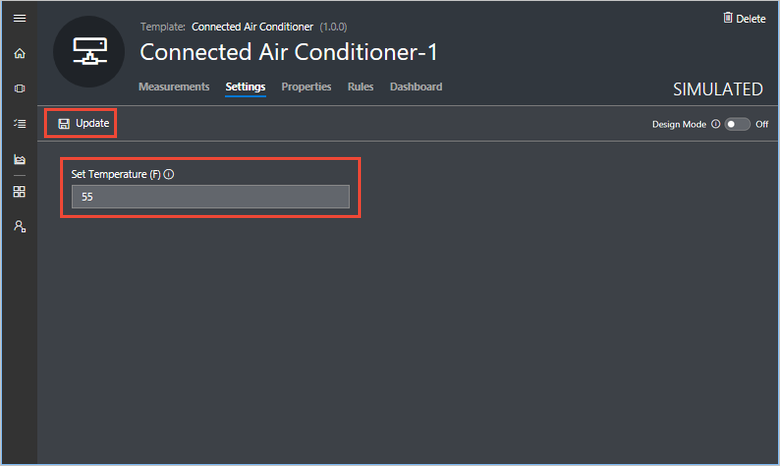 Template: Connected Air Conditioner (1.0.0)
Delete
Connected Air Conditioner-1
Measurements Settings Properties Rules Dashboard
SIMULATED
Update
Design Mode Off
Set Temperature (F)
55